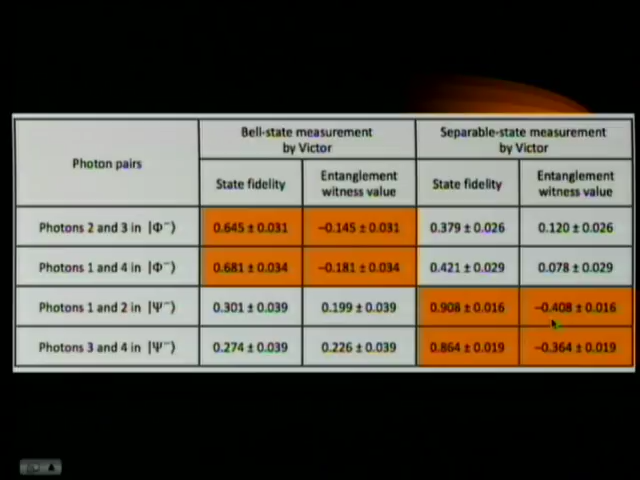 Photon pairs
Bell-state measurement
by Victor
Separable-state measurement
by Victor
State fidelity
Entanglement
witness value
State fidelity
Entanglement
witness value
Photons 2 and 3 in |Φ⁻⟩ 0.645 ± 0.031 −0.145 ± 0.031 0.379 ± 0.026 0.120 ± 0.026
Photons 1 and 4 in |Φ⁻⟩ 0.681 ± 0.034 −0.181 ± 0.034 0.421 ± 0.029 0.078 ± 0.029
Photons 1 and 2 in |Ψ⁻⟩ 0.301 ± 0.039 0.199 ± 0.039 0.908 ± 0.016 −0.408 ± 0.016
Photons 3 and 4 in |Ψ⁻⟩ 0.274 ± 0.039 0.226 ± 0.039 0.864 ± 0.019 −0.364 ± 0.019